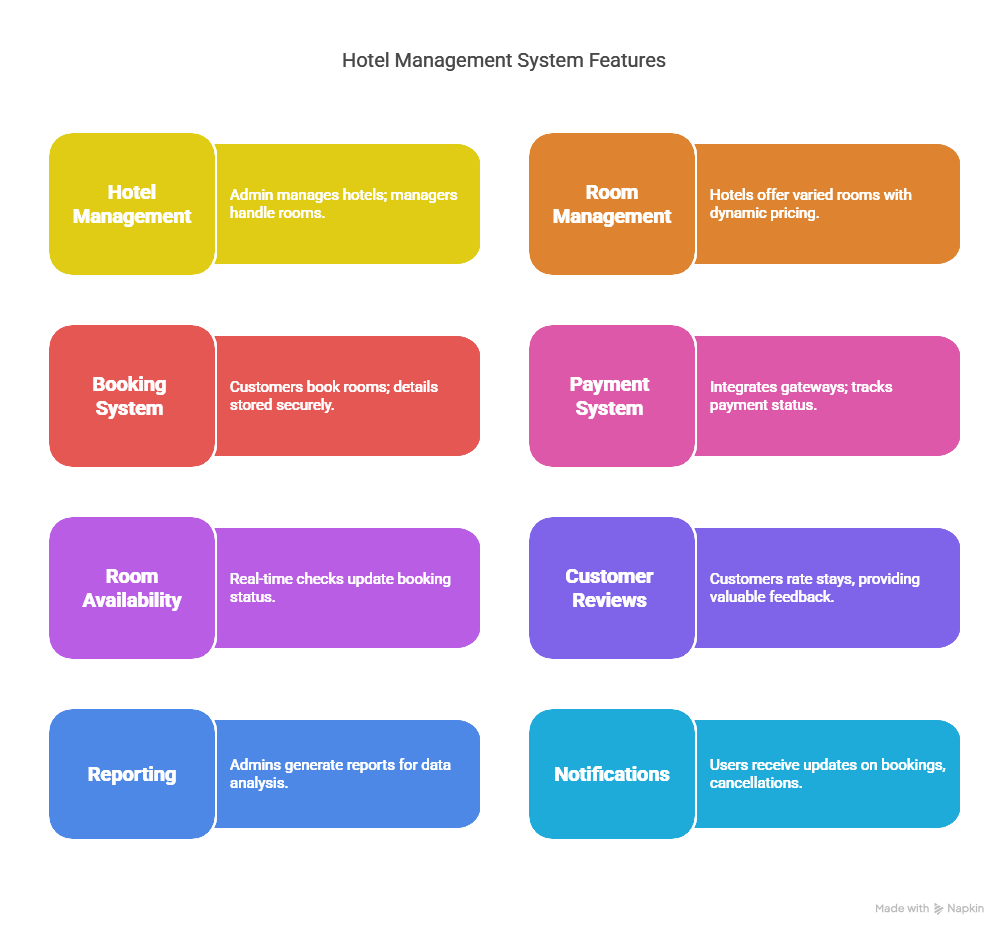 Hotel Management System Features
Hotel
Management
Admin manages hotels; managers
handle rooms.
Room
Management
Hotels offer varied rooms with
dynamic pricing.
Booking
System
Customers book rooms; details
stored securely.
Payment
System
Integrates gateways; tracks
payment status.
Room
Availability
Real-time checks update booking
status.
Customer
Reviews
Customers rate stays, providing
valuable feedback.
Reporting
Admins generate reports for data
analysis.
Notifications
Users receive updates on bookings,
cancellations.
Made with Napkin